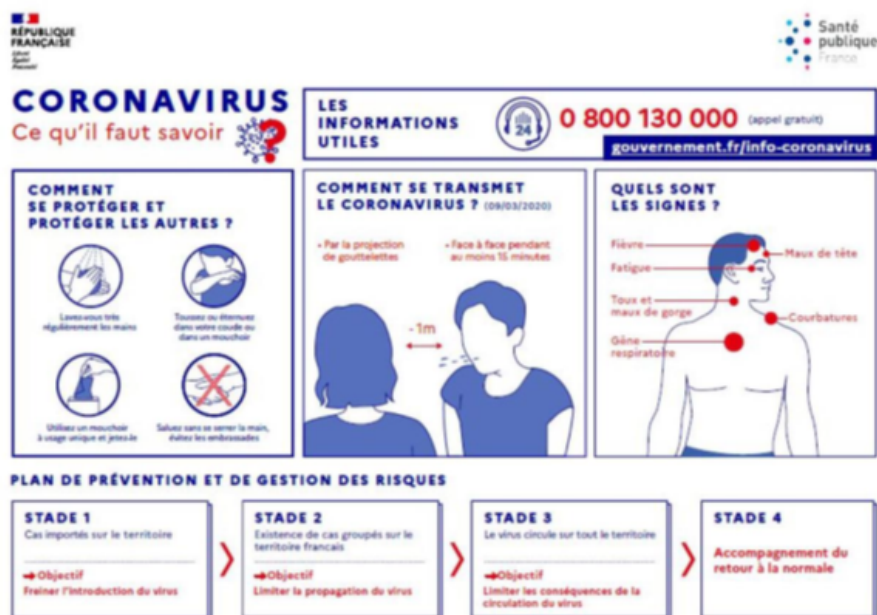 RÉPUBLIQUE
FRANÇAISE
Liberté
Égalité
Fraternité
Santé
publique
France
CORONAVIRUS
Ce qu'il faut savoir
LES
INFORMATIONS
UTILES
24
0 800 130 000 (appel gratuit)
gouvernement.fr/info-coronavirus
COMMENT
SE PROTÉGER ET
PROTÉGER LES AUTRES ?
Lavez-vous très
régulièrement les mains
Toussez ou éternuez
dans votre coude ou
dans un mouchoir
Utilisez un mouchoir
à usage unique et jetez-le
Saluez sans se serrer la main,
évitez les embrassades
COMMENT SE TRANSMET
LE CORONAVIRUS ? (09/03/2020)
- Par la projection
de gouttelettes
- Face à face pendant
au moins 15 minutes
- 1m
QUELS SONT
LES SIGNES ?
Fièvre
Maux de tête
Fatigue
Toux et
maux de gorge
Courbatures
Gêne
respiratoire
PLAN DE PRÉVENTION ET DE GESTION DES RISQUES
STADE 1
Cas importés sur le territoire
Objectif
Freiner l'introduction du virus
STADE 2
Existence de cas groupés sur le
territoire francais
Objectif
Limiter la propagation du virus
STADE 3
Le virus circule sur tout le territoire
Objectif
Limiter les conséquences de la
circulation du virus
STADE 4
Accompagnement du
retour à la normale